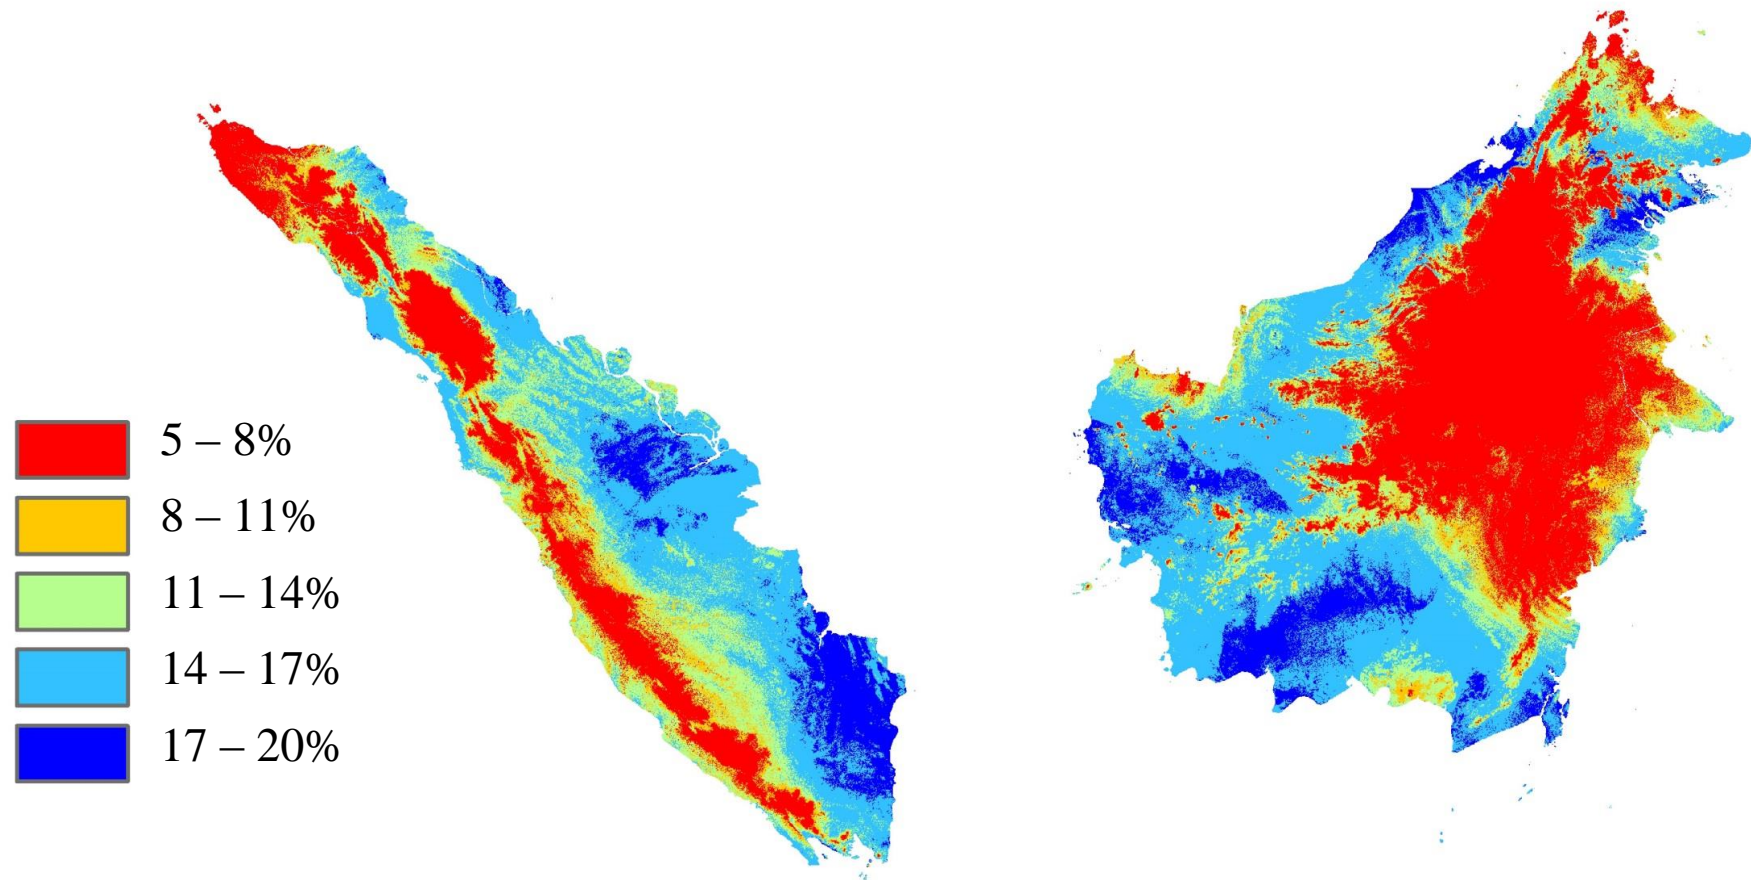 5 – 8%
8 – 11%
11 – 14%
14 – 17%
17 – 20%